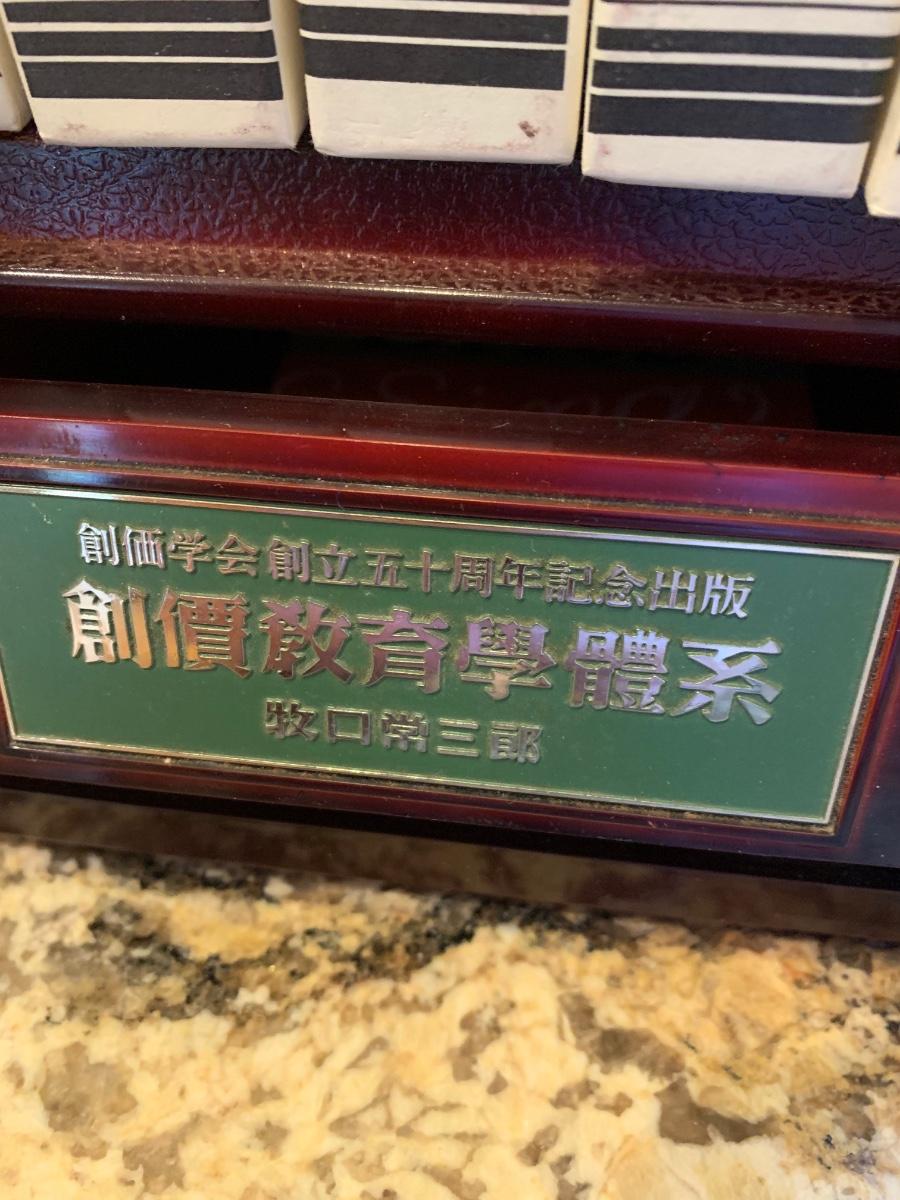 創価学会創立五十周年記念出版
創價敎育學體系
牧口常三郎